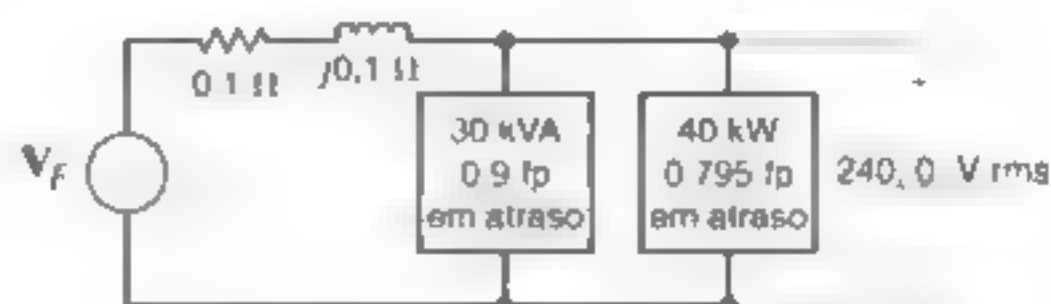 0 1 Ω
j0,1 Ω
V_F
30 kVA
0 9 fp
em atraso
40 kW
0 795 fp
em atraso
240, 0 V rms
+